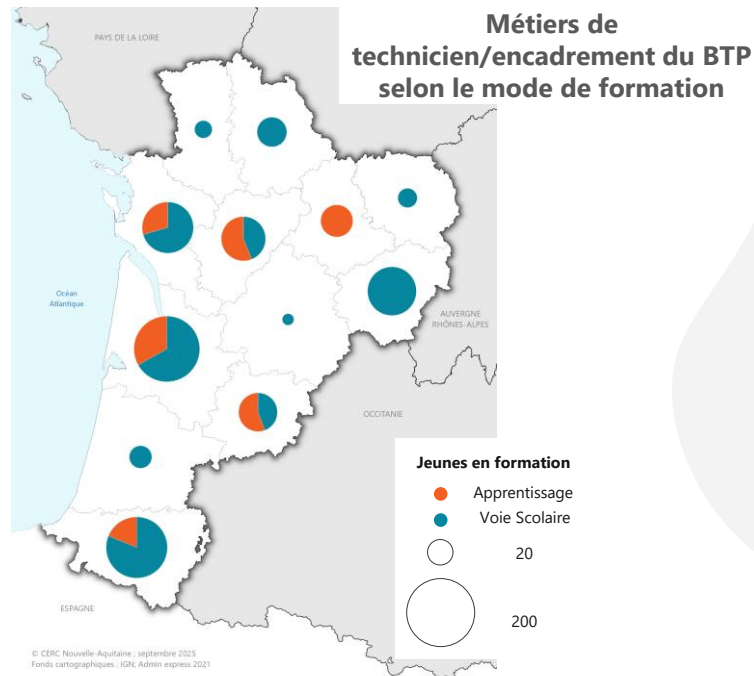 Métiers de
technicien/encadrement du BTP
selon le mode de formation
PAYS DE LA LOIRE
Océan
Atlantique
AUVERGNE
RHÔNES-ALPES
OCCITANIE
ESPAGNE
Jeunes en formation
Apprentissage
Voie Scolaire
20
200
© CERC Nouvelle-Aquitaine ; septembre 2025
Fonds cartographiques : IGN; Admin express 2021